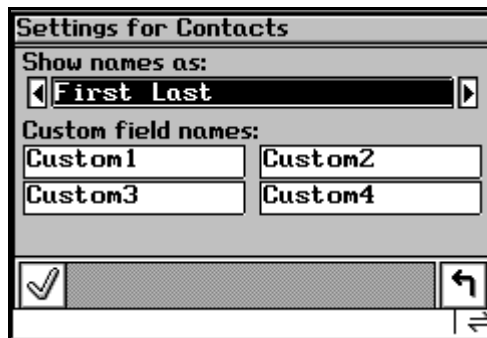 Settings for Contacts
Show names as:
First Last
Custom field names:
Custom1 Custom2
Custom3 Custom4